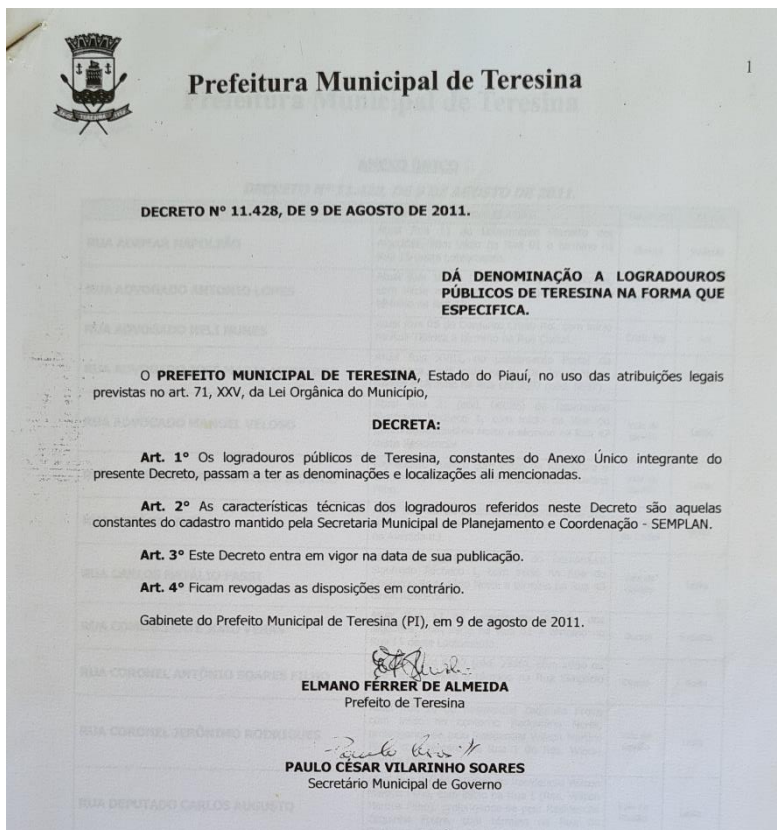 Prefeitura Municipal de Teresina
1
DECRETO Nº 11.428, DE 9 DE AGOSTO DE 2011.
DÁ DENOMINAÇÃO A LOGRADOUROS
PÚBLICOS DE TERESINA NA FORMA QUE
ESPECIFICA.
O PREFEITO MUNICIPAL DE TERESINA, Estado do Piauí, no uso das atribuições legais
previstas no art. 71, XXV, da Lei Orgânica do Município,
DECRETA:
Art. 1º Os logradouros públicos de Teresina, constantes do Anexo Único integrante do
presente Decreto, passam a ter as denominações e localizações ali mencionadas.
Art. 2º As características técnicas dos logradouros referidos neste Decreto são aquelas
constantes do cadastro mantido pela Secretaria Municipal de Planejamento e Coordenação - SEMPLAN.
Art. 3º Este Decreto entra em vigor na data de sua publicação.
Art. 4º Ficam revogadas as disposições em contrário.
Gabinete do Prefeito Municipal de Teresina (PI), em 9 de agosto de 2011.
ELMANO FÉRRER DE ALMEIDA
Prefeito de Teresina
PAULO CÉSAR VILARINHO SOARES
Secretário Municipal de Governo